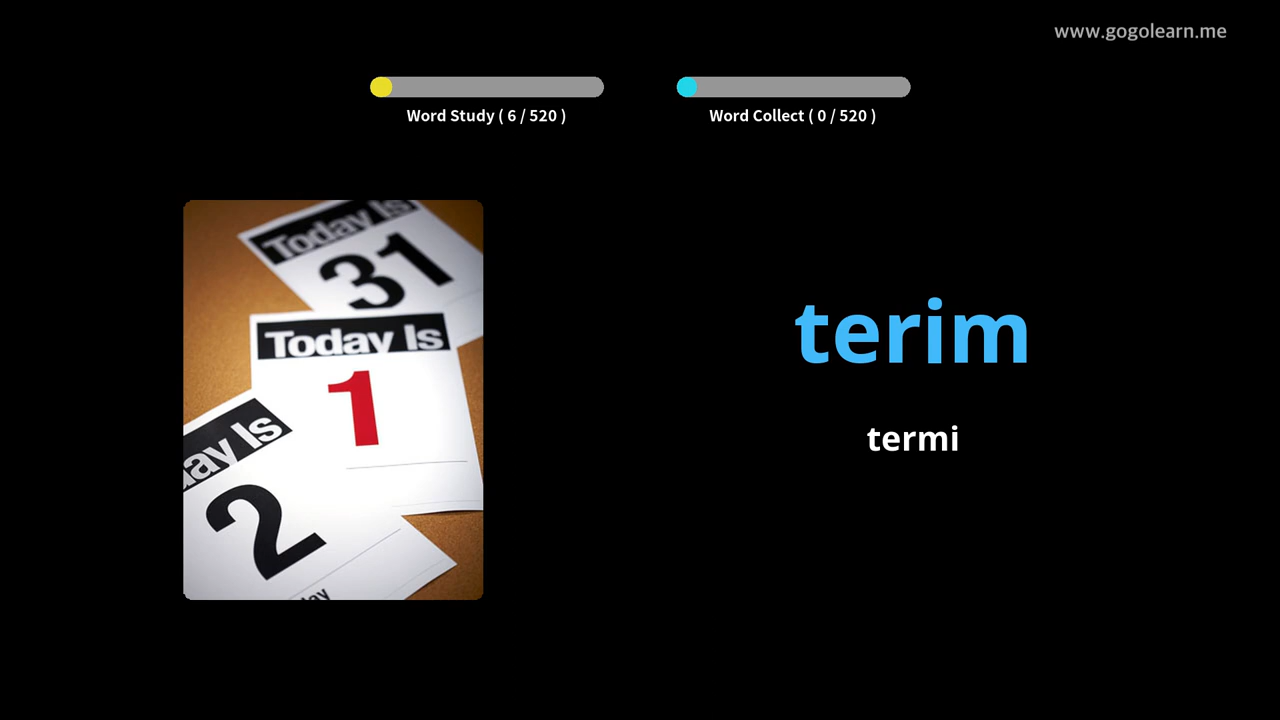 www.gogolearn.me
Word Study ( 6 / 520 )
Word Collect ( 0 / 520 )
Today Is
31
Today Is
1
ay Is
2
ay
terim
termi